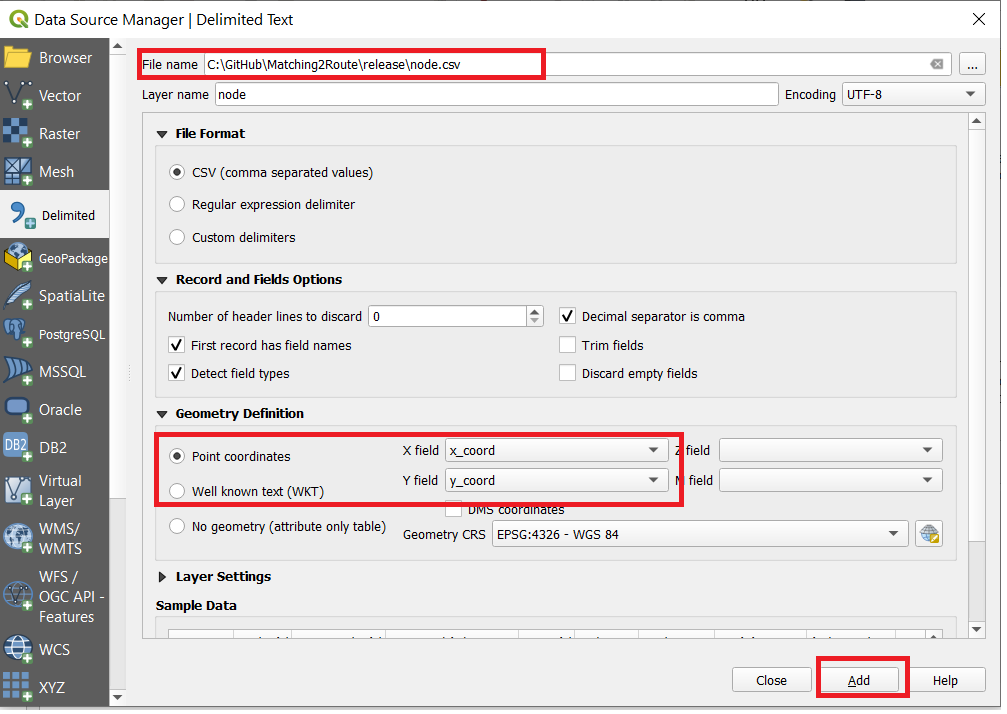 Data Source Manager | Delimited Text
Browser
Vector
Raster
Mesh
Delimited
GeoPackage
SpatiaLite
PostgreSQL
MSSQL
Oracle
DB2
DB2
Virtual
Layer
WMS/
WMTS
WFS /
OGC API -
Features
WCS
XYZ
File name C:\GitHub\Matching2Route\release\node.csv ...
Layer name node Encoding UTF-8
File Format
CSV (comma separated values)
Regular expression delimiter
Custom delimiters
Record and Fields Options
Number of header lines to discard 0 Decimal separator is comma
First record has field names Trim fields
Detect field types Discard empty fields
Geometry Definition
Point coordinates X field x_coord Z field
Well known text (WKT) Y field y_coord field
DMS coordinates
No geometry (attribute only table) Geometry CRS EPSG:4326 - WGS 84
Layer Settings
Sample Data
Close Add Help